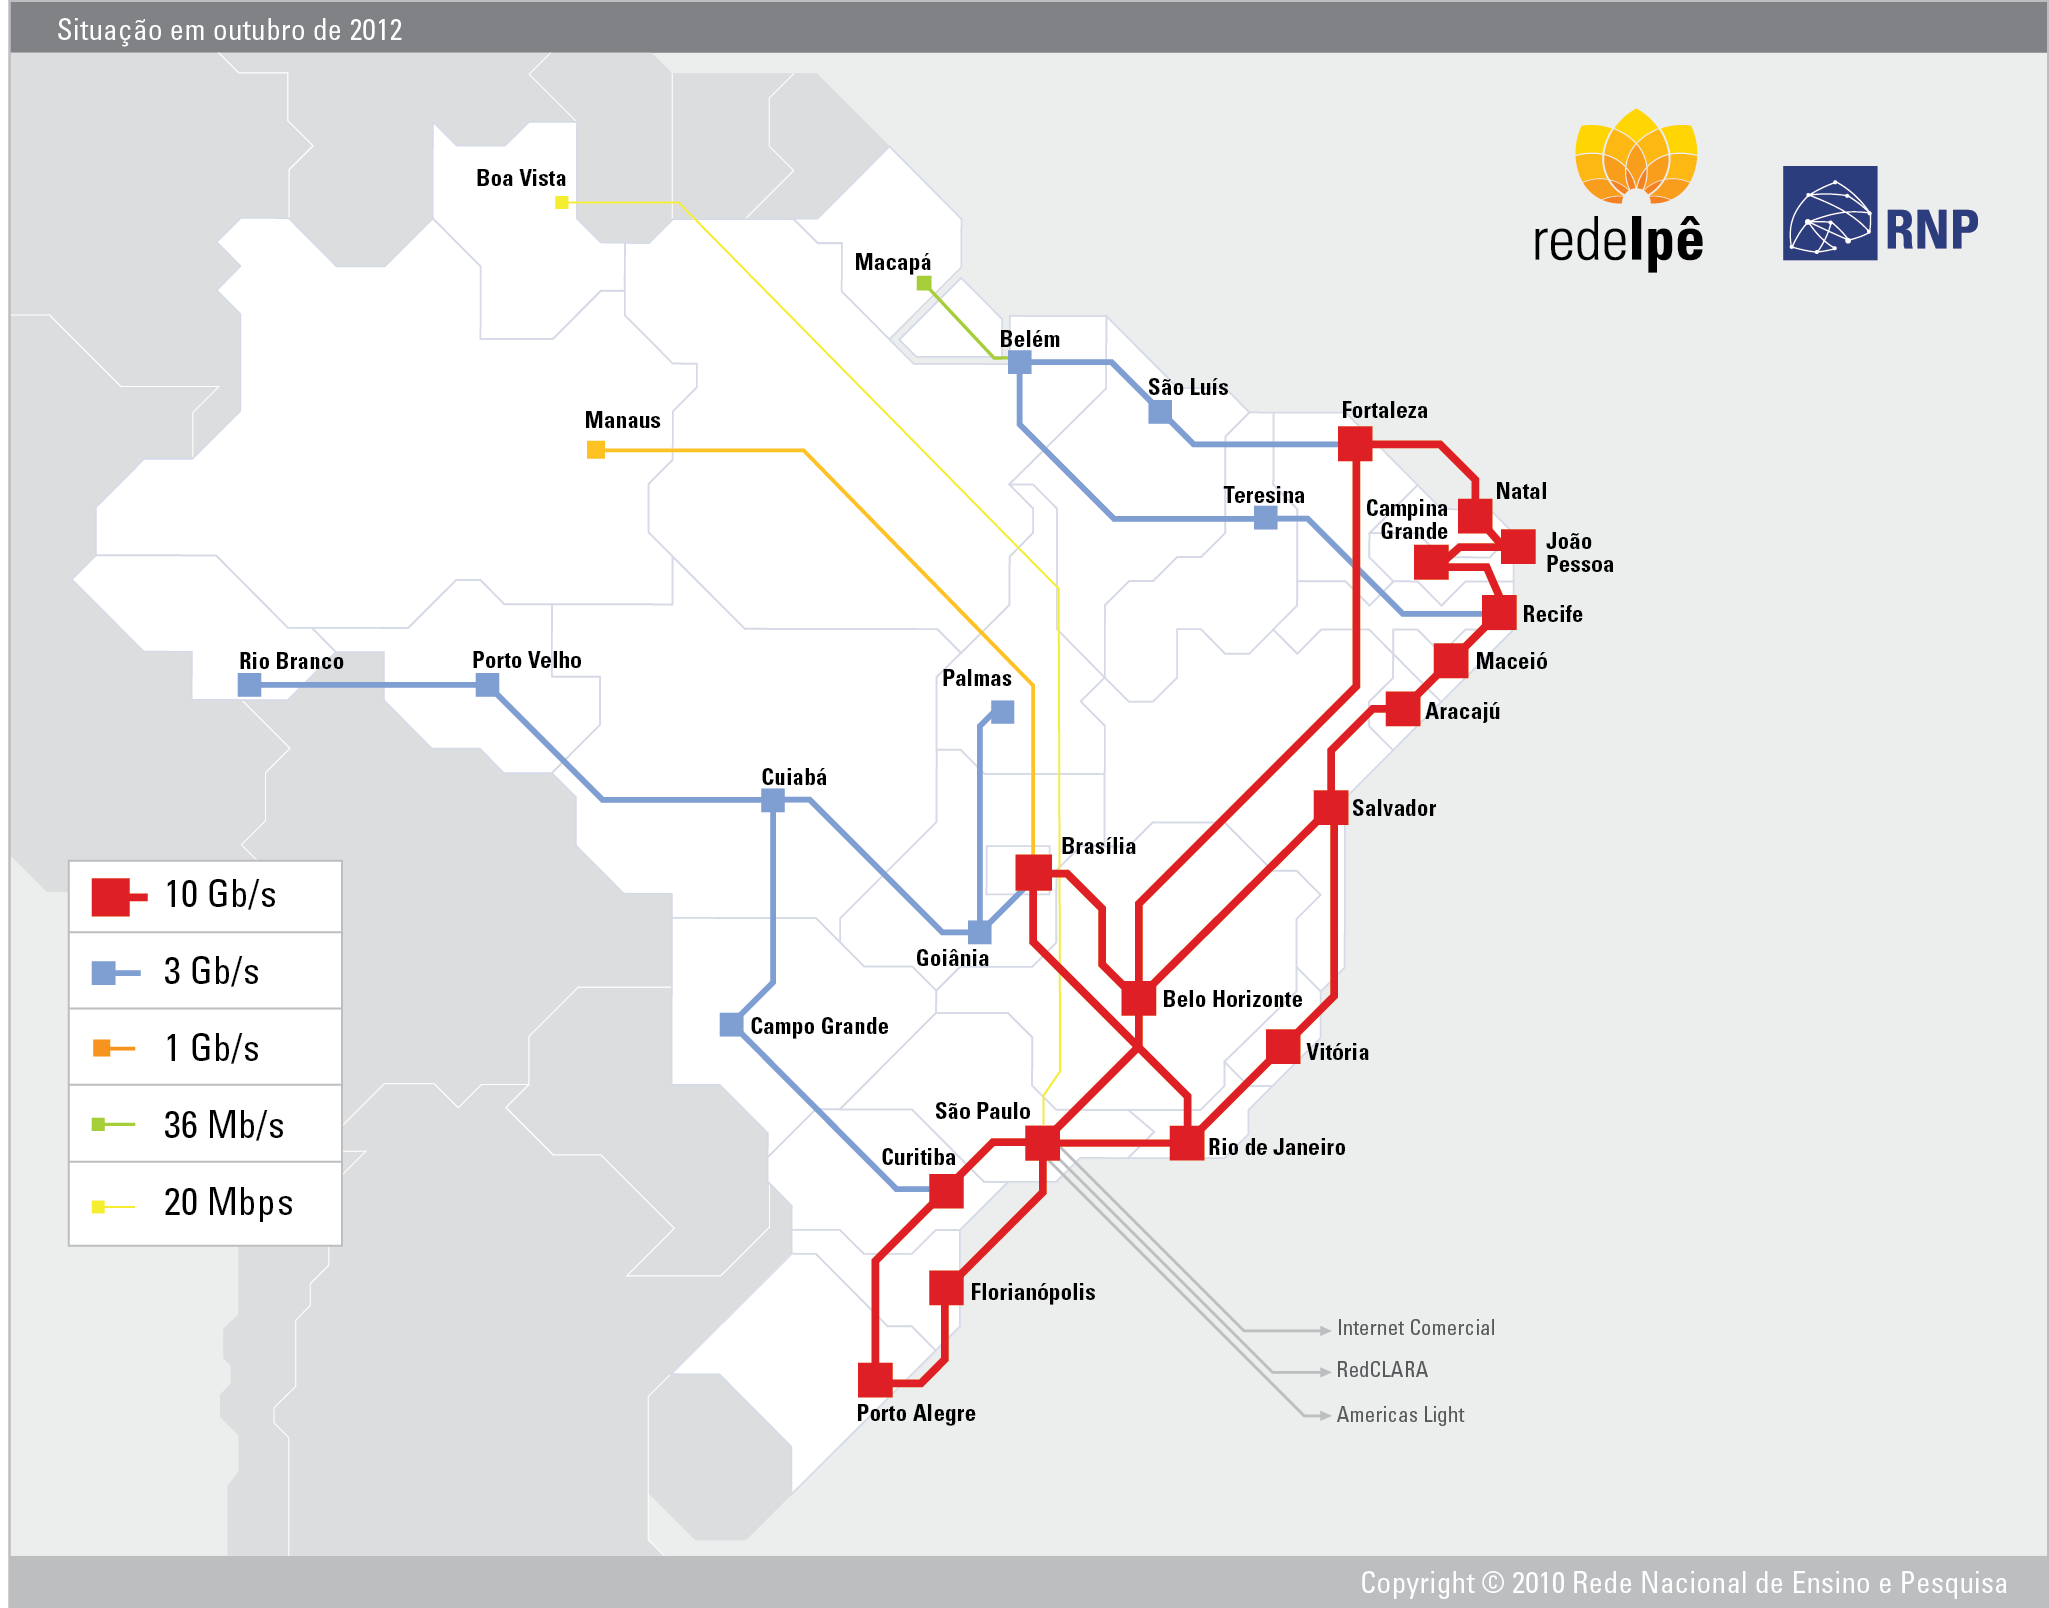 Situação em outubro de 2012
redeIpê
RNP
Boa Vista
Macapá
Belém
São Luís
Fortaleza
Manaus
Teresina
Natal
Campina
Grande
João
Pessoa
Recife
Rio Branco
Porto Velho
Maceió
Palmas
Aracajú
Cuiabá
Salvador
Brasília
Goiânia
Belo Horizonte
Campo Grande
Vitória
São Paulo
Rio de Janeiro
Curitiba
Florianópolis
Porto Alegre
10 Gb/s
3 Gb/s
1 Gb/s
36 Mb/s
20 Mbps
Internet Comercial
RedCLARA
Americas Light
Copyright © 2010 Rede Nacional de Ensino e Pesquisa